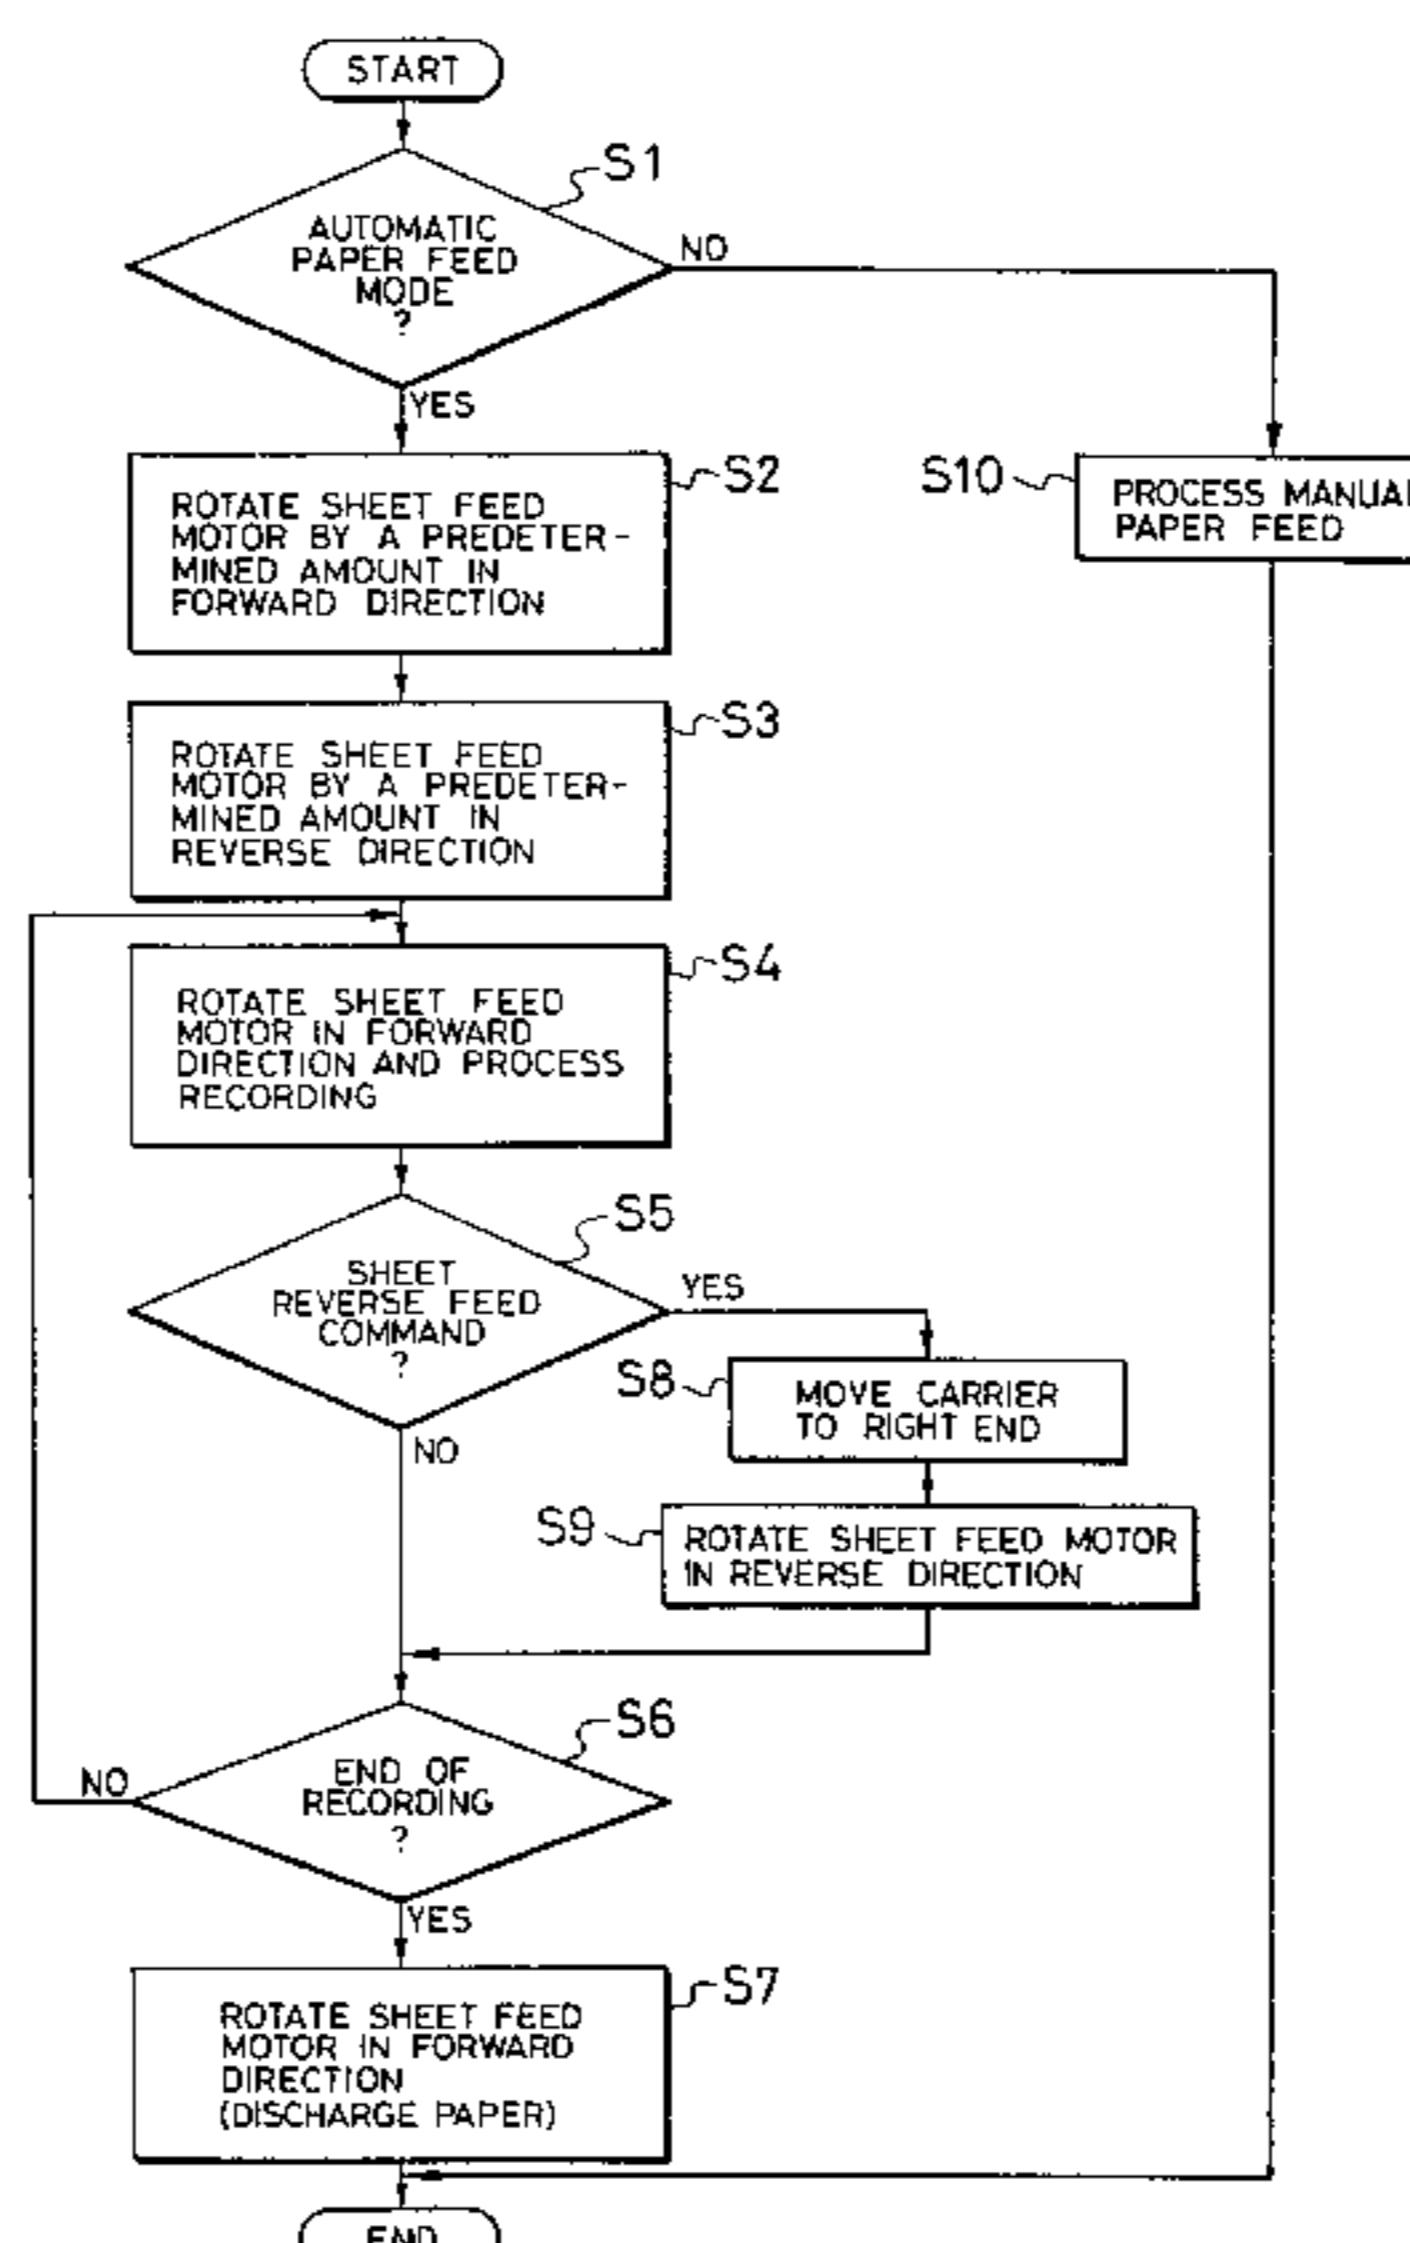 START
S1
AUTOMATIC
PAPER FEED
MODE
?
NO
YES
S2
ROTATE SHEET FEED
MOTOR BY A PREDETER-
MINED AMOUNT IN
FORWARD DIRECTION
S10
PROCESS MANUAL
PAPER FEED
S3
ROTATE SHEET FEED
MOTOR BY A PREDETER-
MINED AMOUNT IN
REVERSE DIRECTION
S4
ROTATE SHEET FEED
MOTOR IN FORWARD
DIRECTION AND PROCESS
RECORDING
S5
SHEET
REVERSE FEED
COMMAND
?
YES
NO
S8
MOVE CARRIER
TO RIGHT END
S9
ROTATE SHEET FEED MOTOR
IN REVERSE DIRECTION
S6
END OF
RECORDING
?
NO
YES
S7
ROTATE SHEET FEED
MOTOR IN FORWARD
DIRECTION
(DISCHARGE PAPER)
END